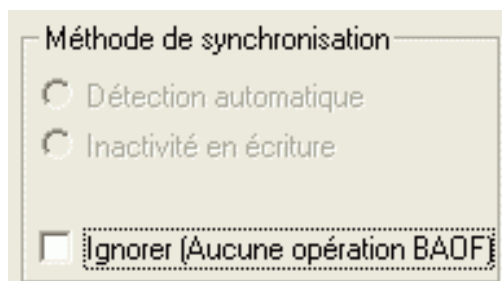 Méthode de synchronisation
Détection automatique
Inactivité en écriture
Ignorer (Aucune opération BAOF)